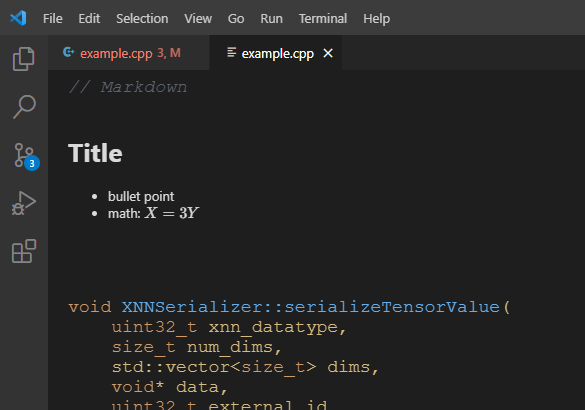 File Edit Selection View Go Run Terminal Help
example.cpp 3, M example.cpp
// Markdown
Title
• bullet point
• math: X = 3Y
3
void XNNSerializer::serializeTensorValue(
uint32_t xnn_datatype,
size_t num_dims,
std::vector<size_t> dims,
void* data,
uint32_t external_id